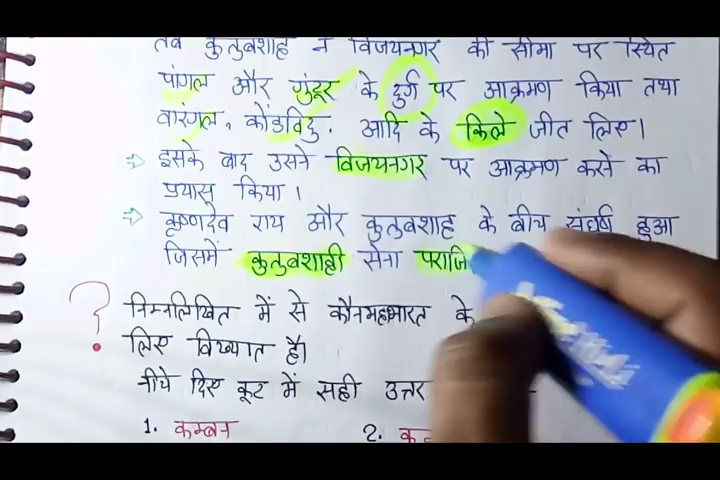 तब कुतुबशाह ने विजयनगर की सीमा पर स्थित
पांगल और गुंटूर के दुर्ग पर आक्रमण किया तथा
वारंगल, कोंडविदु, आदि के किले जीत लिए।
⇒ इसके बाद उसने विजयनगर पर आक्रमण करने का
प्रयास किया ।
⇒ कृष्णदेव राय और कुतुबशाह के बीच संघर्ष हुआ
जिसमें कुतुबशाही सेना
? निम्नलिखित में से कौन महाभारत के
लिए विख्यात है।
नीचे दिए कूट में सही उत्तर
1. कम्बन 2.